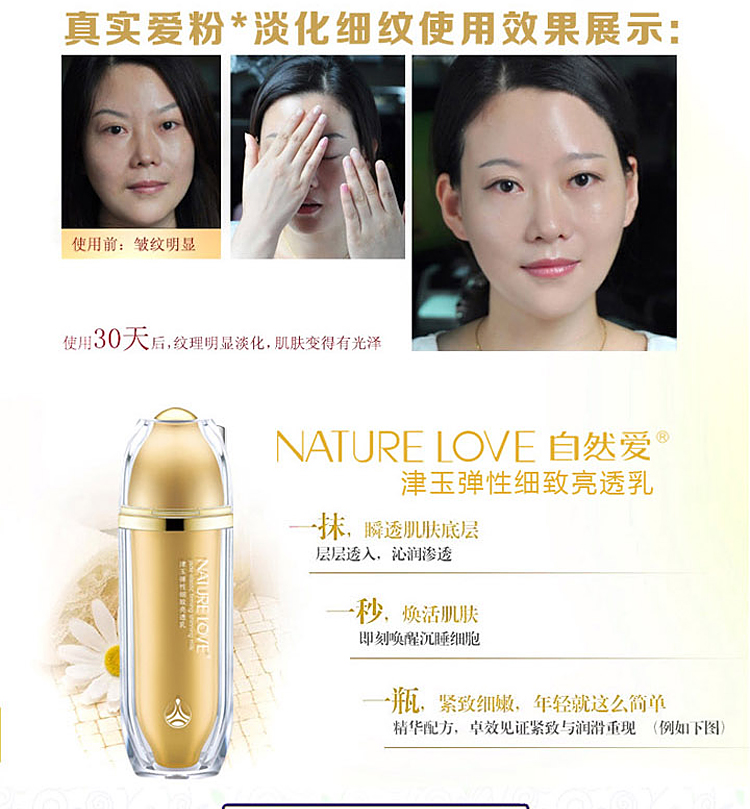 真实爱粉*淡化细纹使用效果展示：
使用前：皱纹明显
使用30天后，纹理明显淡化，肌肤变得有光泽
NATURE LOVE 自然爱®
津玉弹性细致亮透乳
一抹，瞬透肌肤底层
层层透入，沁润渗透
一秒，焕活肌肤
即刻唤醒沉睡细胞
一瓶，紧致细嫩，年轻就这么简单
精华配方，卓效见证紧致与润滑重现 （例如下图）
NATURE LOVE®
津玉弹性细致亮透乳